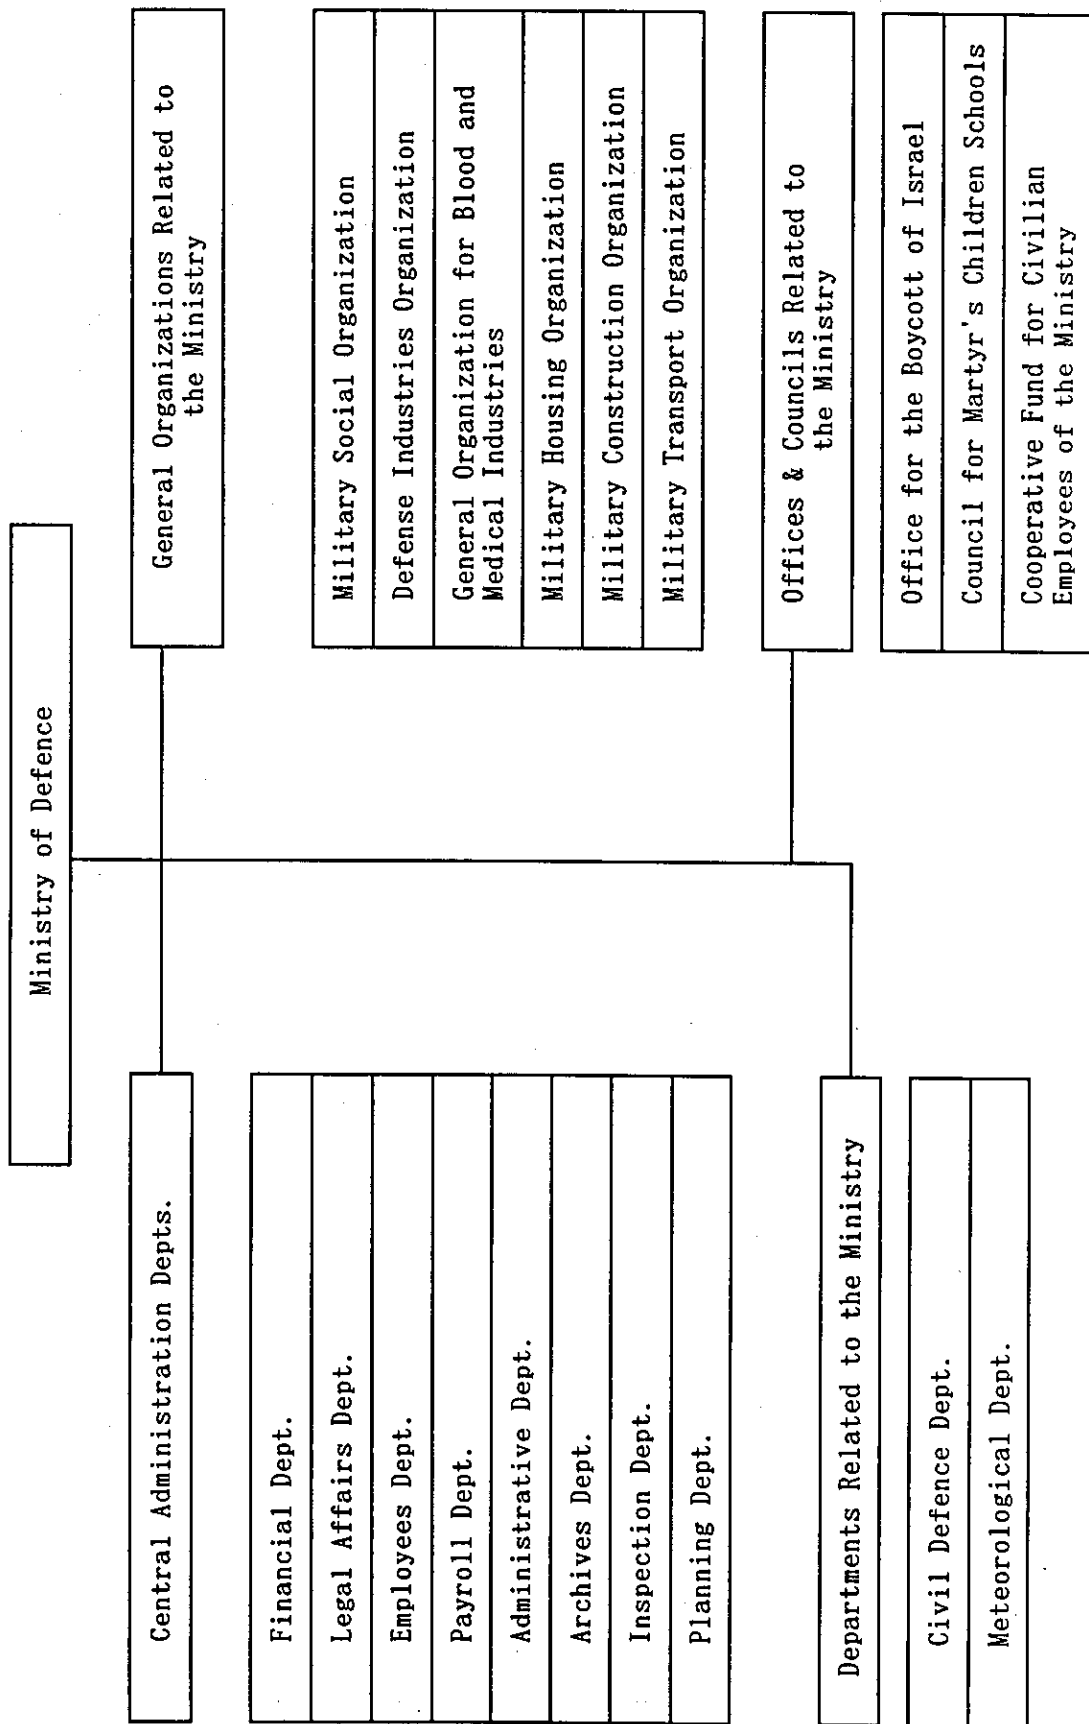 Ministry of Defence
Central Administration Depts.
Financial Dept.
Legal Affairs Dept.
Employees Dept.
Payroll Dept.
Administrative Dept.
Archives Dept.
Inspection Dept.
Planning Dept.
Departments Related to the Ministry
Civil Defence Dept.
Meteorological Dept.
General Organizations Related to
the Ministry
Military Social Organization
Defense Industries Organization
General Organization for Blood and
Medical Industries
Military Housing Organization
Military Construction Organization
Military Transport Organization
Offices & Councils Related to
the Ministry
Office for the Boycott of Israel
Council for Martyr's Children Schools
Cooperative Fund for Civilian
Employees of the Ministry